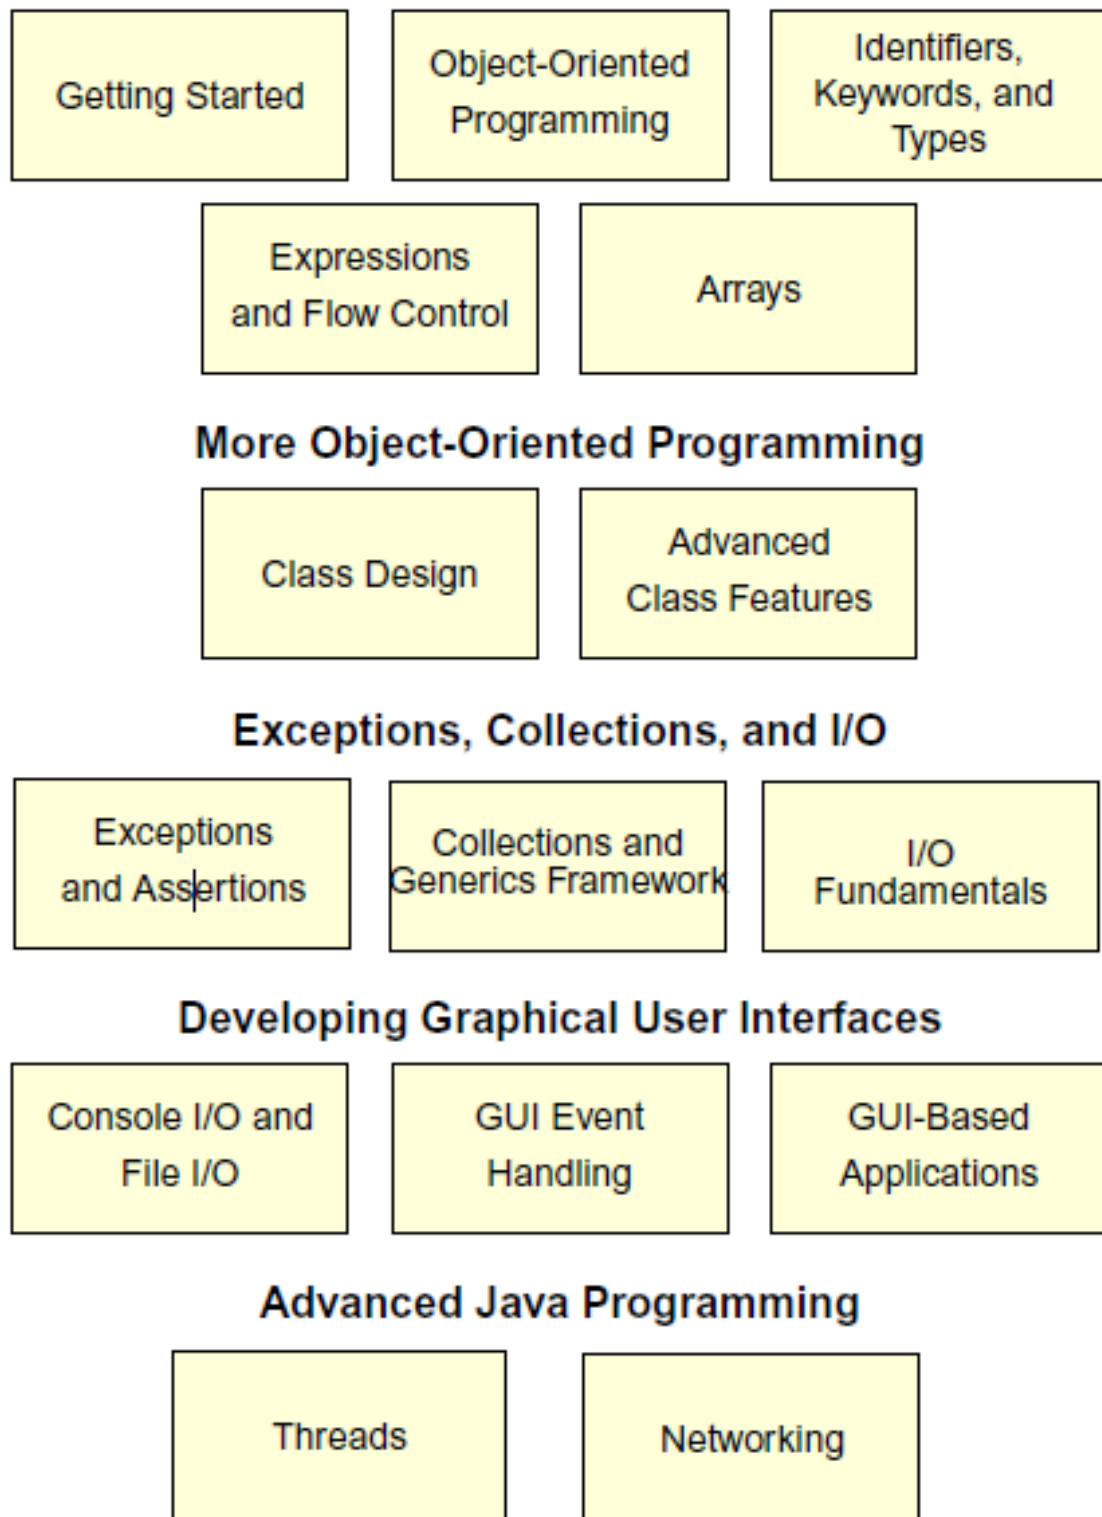 Getting Started
Object-Oriented
Programming
Identifiers,
Keywords, and
Types
Expressions
and Flow Control
Arrays
More Object-Oriented Programming
Class Design
Advanced
Class Features
Exceptions, Collections, and I/O
Exceptions
and Assertions
Collections and
Generics Framework
I/O
Fundamentals
Developing Graphical User Interfaces
Console I/O and
File I/O
GUI Event
Handling
GUI-Based
Applications
Advanced Java Programming
Threads
Networking